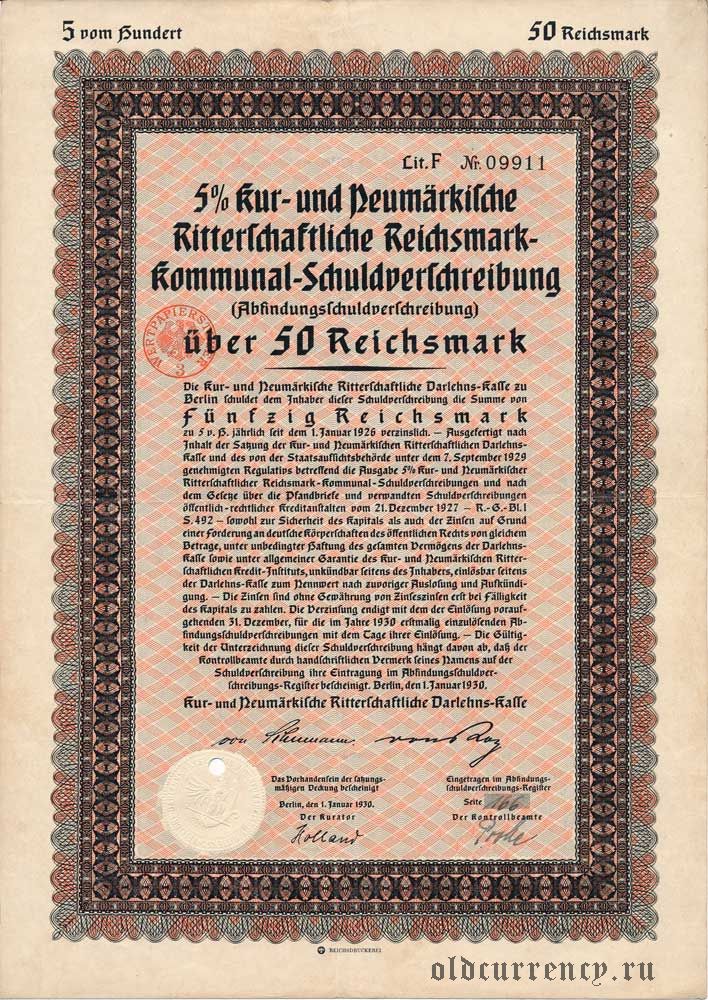 5 vom Hundert 50 Reichsmark
Lit. F Nr. 09911
5% Kur- und Neumärkische
Ritterschaftliche Reichsmark-
Kommunal-Schuldverschreibung
(Abfindungsschuldverschreibung)
über 50 Reichsmark
WERTPAPIERS
3
Die Kur- und Neumärkische Ritterschaftliche Darlehns-Kasse zu
Berlin schuldet dem Inhaber dieser Schuldverschreibung die Summe von
Fünfzig Reichsmark
zu 5 v. H. jährlich seit dem 1. Januar 1926 verzinslich. – Ausgefertigt nach
Inhalt der Satzung der Kur- und Neumärkischen Ritterschaftlichen Darlehns-
Kasse und des von der Staatsaufsichtsbehörde unter dem 7. September 1929
genehmigten Regulativs betreffend die Ausgabe 5% Kur- und Neumärkischer
Ritterschaftlicher Reichsmark-Kommunal-Schuldverschreibungen und nach
dem Gesetze über die Pfandbriefe und verwandten Schuldverschreibungen
öffentlich-rechtlicher Kreditanstalten vom 21. Dezember 1927 – R.-G.-Bl. I
S. 492 – sowohl zur Sicherheit des Kapitals als auch der Zinsen auf Grund
einer Forderung an deutsche Körperschaften des öffentlichen Rechts von gleichem
Betrage, unter unbedingter Haftung des gesamten Vermögens der Darlehns-
Kasse sowie unter allgemeiner Garantie des Kur- und Neumärkischen Ritter-
schaftlichen Kredit-Instituts, unkündbar seitens des Inhabers, einlösbar seitens
der Darlehns-Kasse zum Nennwert nach zuvoriger Auslosung und Aufkündi-
gung. – Die Zinsen sind ohne Gewährung von Zinseszinsen erst bei Fälligkeit
des Kapitals zu zahlen. Die Verzinsung endigt mit dem der Einlösung vorauf-
gehenden 31. Dezember, für die im Jahre 1930 erstmalig einzulösenden Ab-
findungsschuldverschreibungen mit dem Tage ihrer Einlösung. – Die Gültig-
keit der Unterzeichnung dieser Schuldverschreibung hängt davon ab, daß der
Kontrollbeamte durch handschriftlichen Vermerk seines Namens auf der
Schuldverschreibung ihre Eintragung im Abfindungsschuldver-
schreibungs-Register bescheinigt. Berlin, den 1. Januar 1930.
Kur- und Neumärkische Ritterschaftliche Darlehns-Kasse
Das Vorhandensein der satzungs-
mäßigen Deckung bescheinigt
Berlin, den 1. Januar 1930.
Der Kurator
Holland
Eingetragen im Abfindungs-
schuldverschreibungs-Register
Seite 166
Der Kontrollbeamte
REICHSDRUCKEREI
oldcurrency.ru